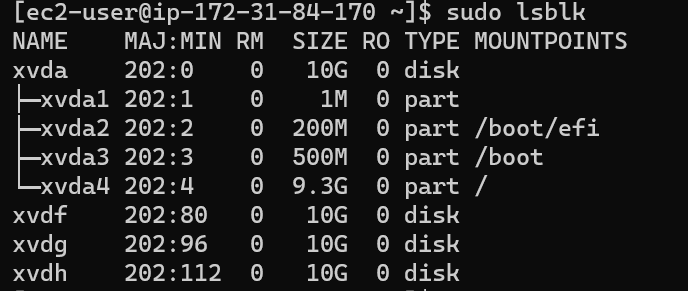 [ec2-user@ip-172-31-84-170 ~]$ sudo lsblk
NAME    MAJ:MIN RM  SIZE RO TYPE MOUNTPOINTS
xvda    202:0    0   10G  0 disk
├─xvda1 202:1    0    1M  0 part
├─xvda2 202:2    0  200M  0 part /boot/efi
├─xvda3 202:3    0  500M  0 part /boot
└─xvda4 202:4    0  9.3G  0 part /
xvdf    202:80   0   10G  0 disk
xvdg    202:96   0   10G  0 disk
xvdh    202:112  0   10G  0 disk